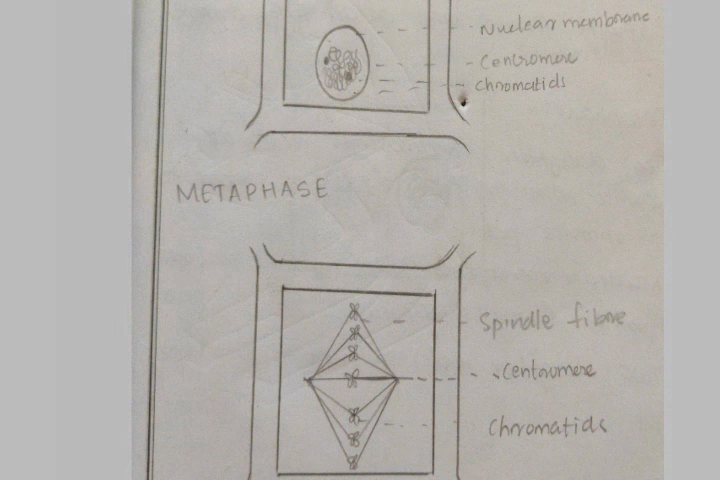 Nuclear membrane
Centromere
Chromatids
METAPHASE
Spindle fibre
Centromere
Chromatids